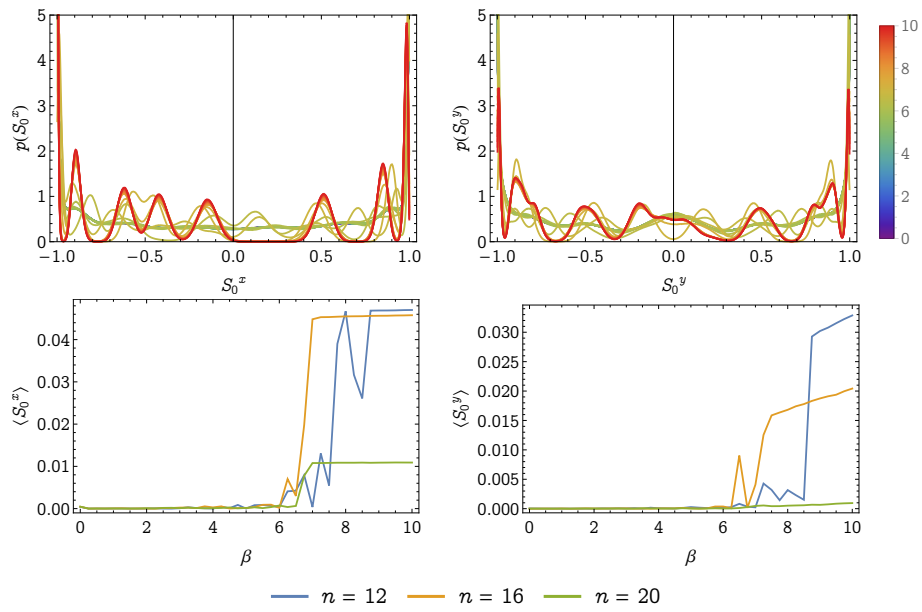 5
4
3
2
1
0
p(S₀ˣ)
−1.0 −0.5 0.0 0.5 1.0
S₀ˣ
5
4
3
2
1
0
p(S₀ʸ)
−1.0 −0.5 0.0 0.5 1.0
S₀ʸ
10
8
6
4
2
0
0.04
0.03
0.02
0.01
0.00
⟨S₀ˣ⟩
0 2 4 6 8 10
β
0.030
0.025
0.020
0.015
0.010
0.005
0.000
⟨S₀ʸ⟩
0 2 4 6 8 10
β
n = 12 n = 16 n = 20